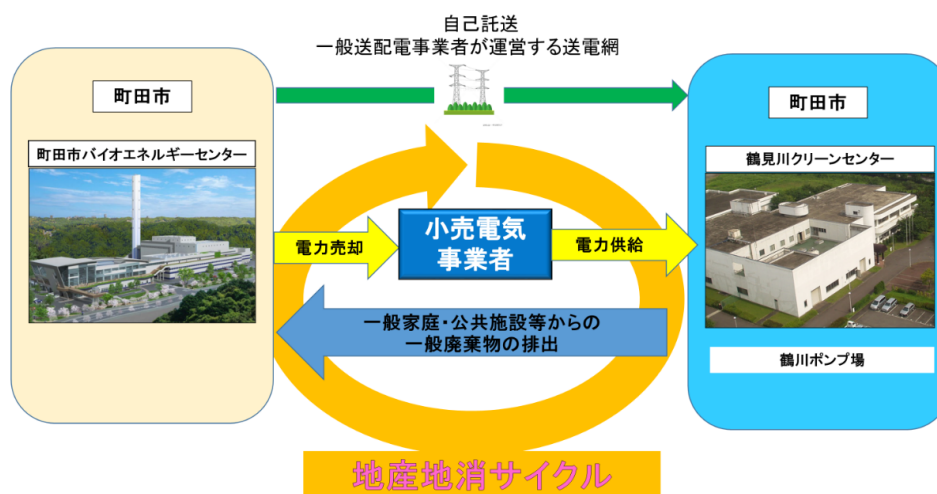 自己託送
一般送配電事業者が運営する送電網
町田市
町田市
町田市バイオエネルギーセンター
鶴見川クリーンセンター
電力売却
小売電気
事業者
電力供給
一般家庭・公共施設等からの
一般廃棄物の排出
鶴川ポンプ場
地産地消サイクル